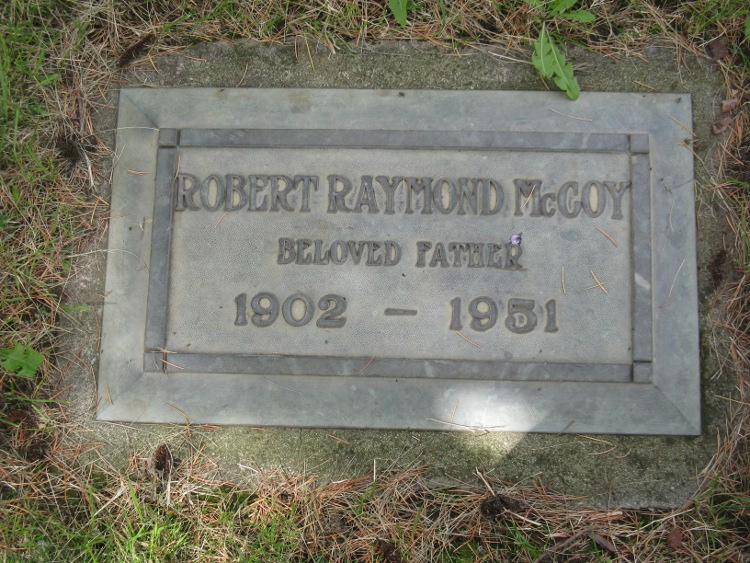 ROBERT RAYMOND McCOY
BELOVED FATHER
1902 — 1951